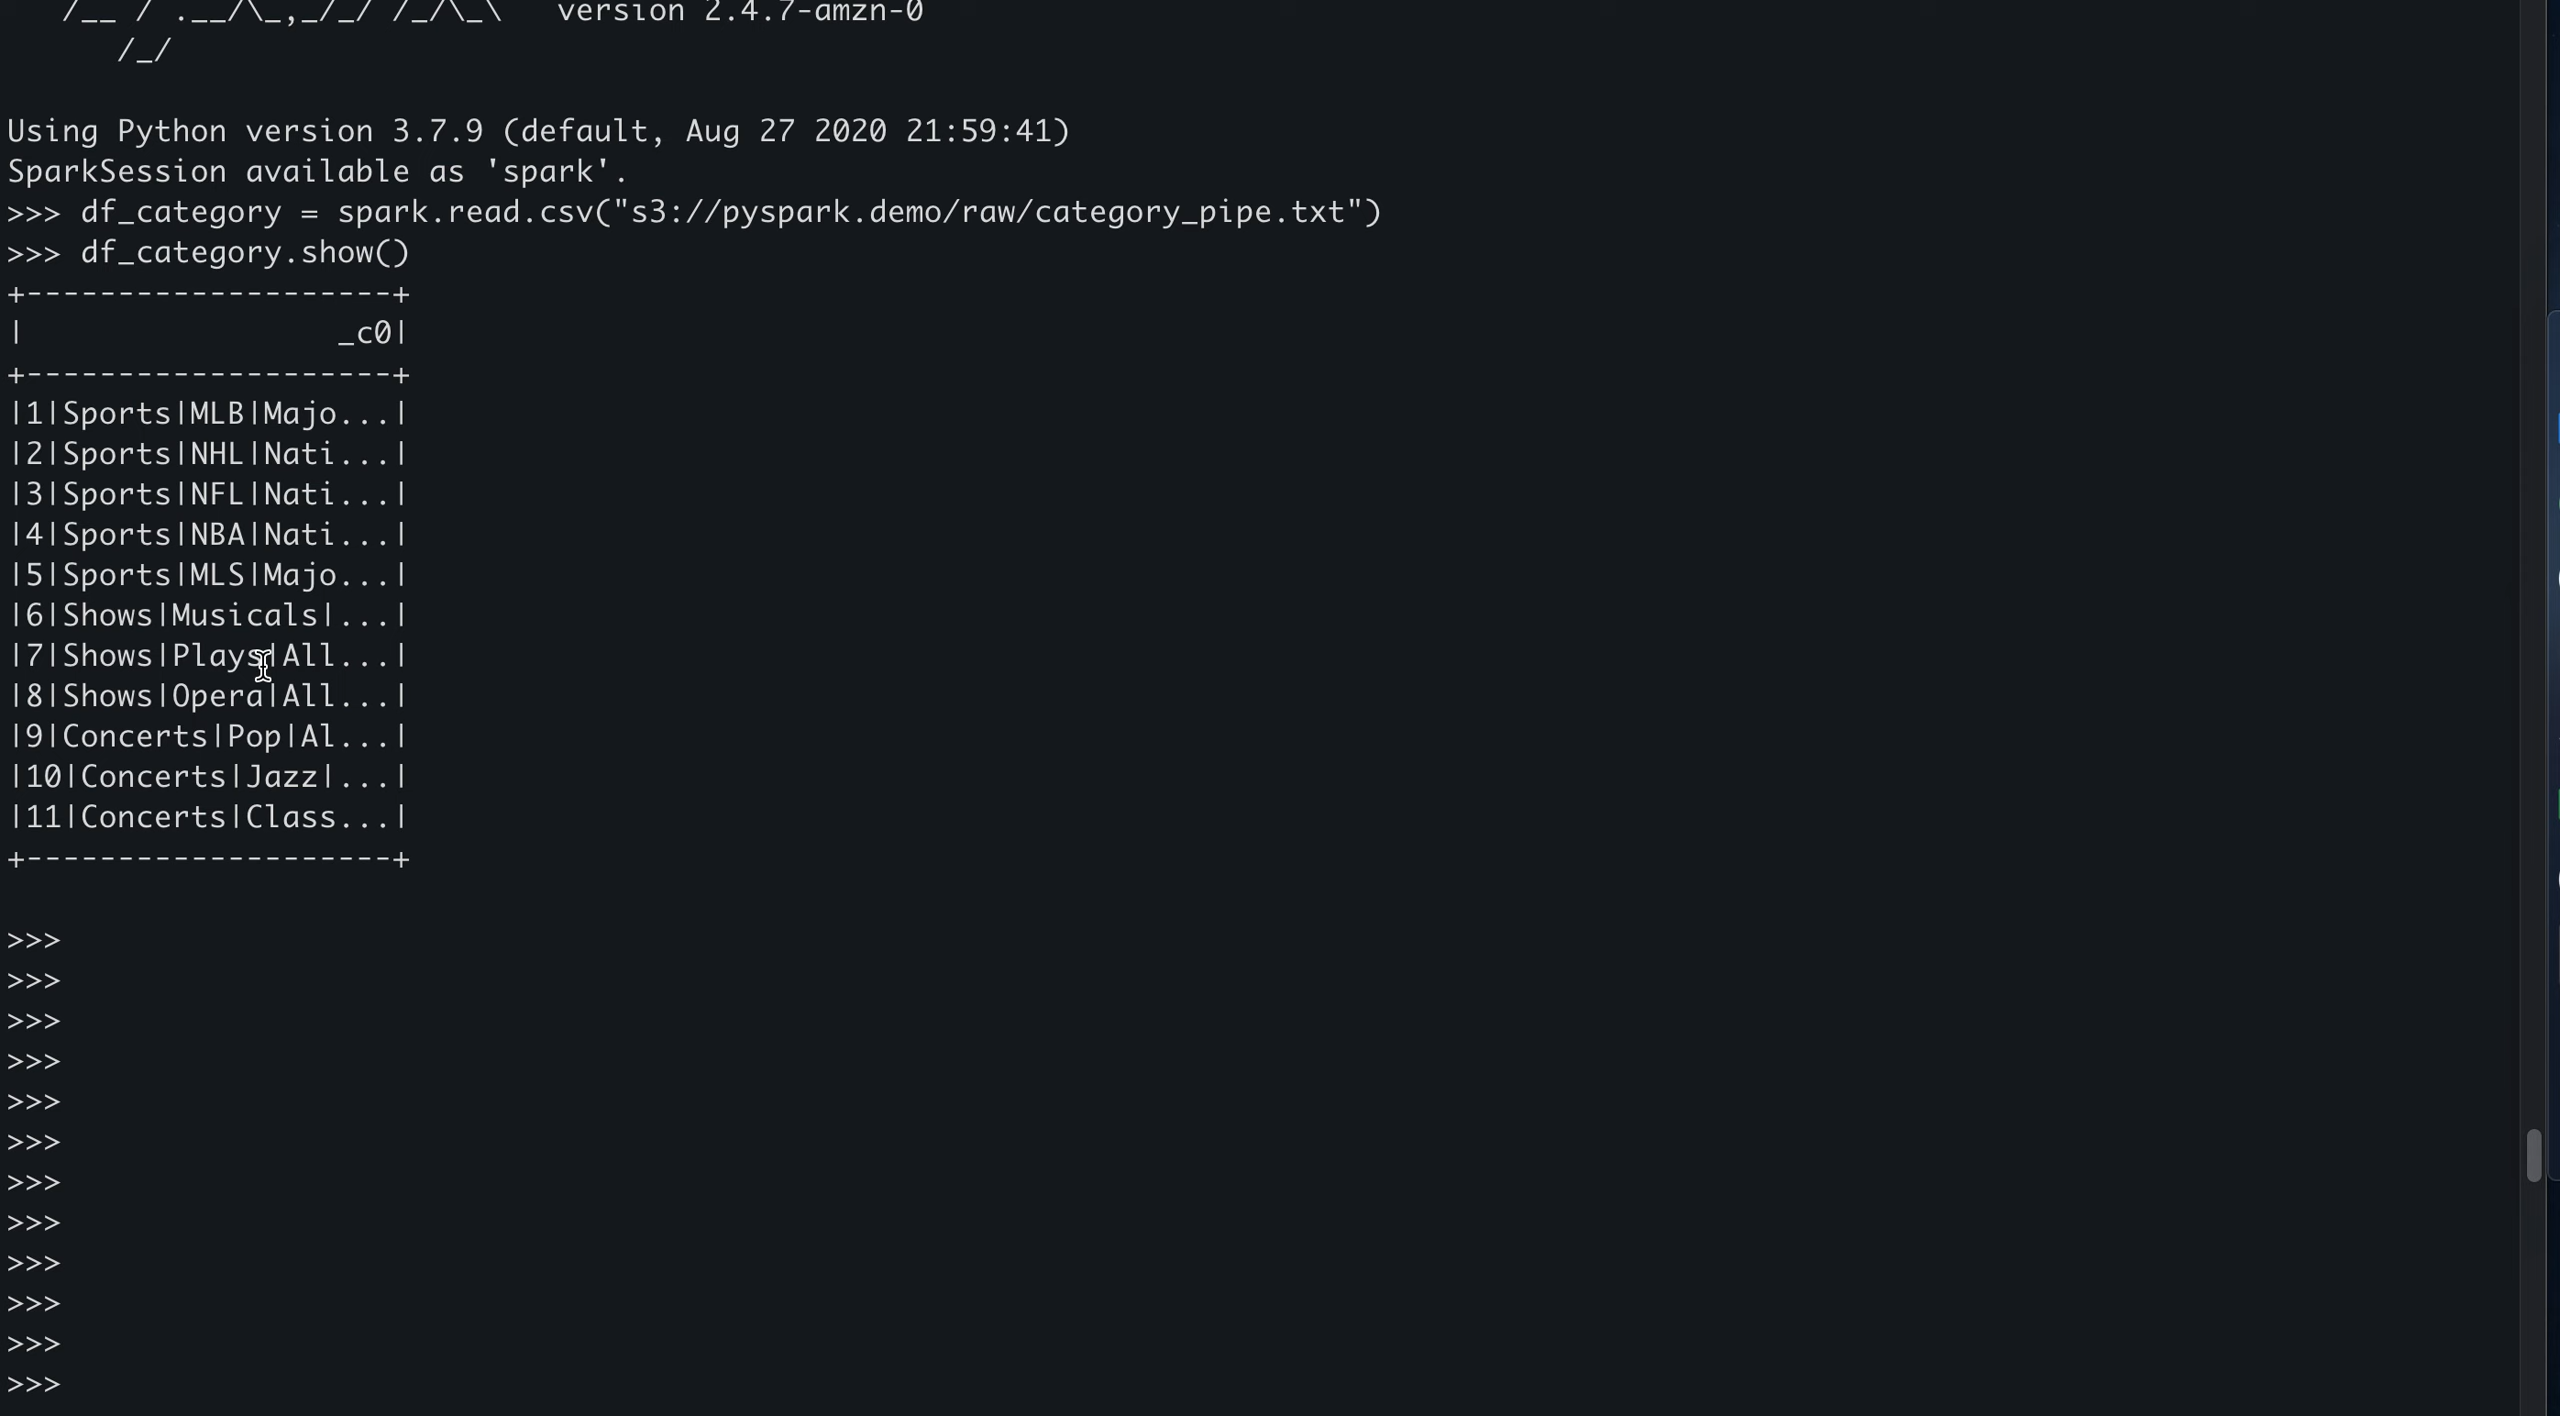 /__ / .__/\_,_/_/ /_/\_\   version 2.4.7-amzn-0
      /_/
Using Python version 3.7.9 (default, Aug 27 2020 21:59:41)
SparkSession available as 'spark'.
>>> df_category = spark.read.csv("s3://pyspark.demo/raw/category_pipe.txt")
>>> df_category.show()
+--------------------+
|                 _c0|
+--------------------+
|1|Sports|MLB|Majo...|
|2|Sports|NHL|Nati...|
|3|Sports|NFL|Nati...|
|4|Sports|NBA|Nati...|
|5|Sports|MLS|Majo...|
|6|Shows|Musicals|...|
|7|Shows|Plays|All...|
|8|Shows|Opera|All...|
|9|Concerts|Pop|Al...|
|10|Concerts|Jazz|...|
|11|Concerts|Class...|
+--------------------+
>>>
>>>
>>>
>>>
>>>
>>>
>>>
>>>
>>>
>>>
>>>
>>>